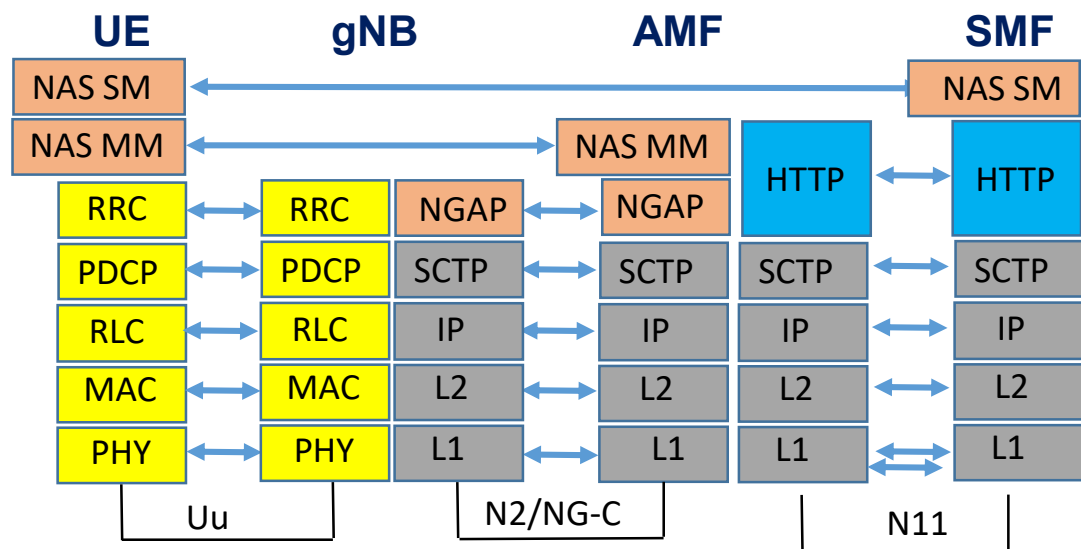 UE gNB AMF SMF
NAS SM NAS SM
NAS MM NAS MM HTTP HTTP
RRC RRC NGAP NGAP
PDCP PDCP SCTP SCTP SCTP SCTP
RLC RLC IP IP IP IP
MAC MAC L2 L2 L2 L2
PHY PHY L1 L1 L1 L1
Uu N2/NG-C N11